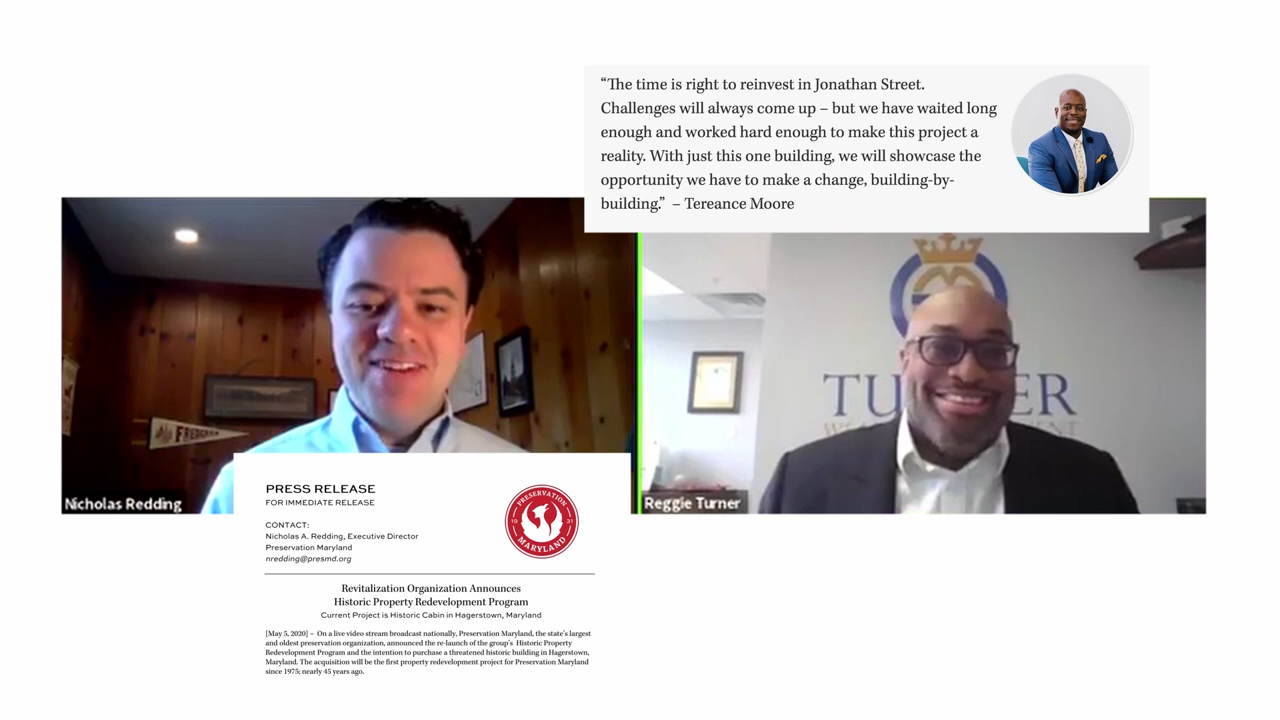 “The time is right to reinvest in Jonathan Street.
Challenges will always come up – but we have waited long
enough and worked hard enough to make this project a
reality. With just this one building, we will showcase the
opportunity we have to make a change, building-by-
building.” – Tereance Moore
TU ER
Nicholas Redding
Reggie Turner
PRESS RELEASE
FOR IMMEDIATE RELEASE
CONTACT:
Nicholas A. Redding, Executive Director
Preservation Maryland
nredding@presmd.org
PRESERVATION
19 31
MARYLAND
Revitalization Organization Announces
Historic Property Redevelopment Program
Current Project is Historic Cabin in Hagerstown, Maryland
[May 5, 2020] – On a live video stream broadcast nationally, Preservation Maryland, the state’s largest
and oldest preservation organization, announced the re-launch of the group’s Historic Property
Redevelopment Program and the intention to purchase a threatened historic building in Hagerstown,
Maryland. The acquisition will be the first property redevelopment project for Preservation Maryland
since 1975; nearly 45 years ago.